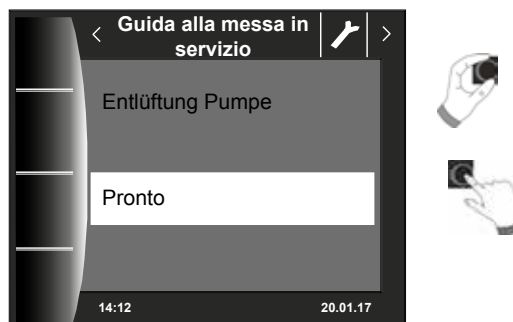 Guida alla messa in
servizio
Entlüftung Pumpe
Pronto
14:12 20.01.17